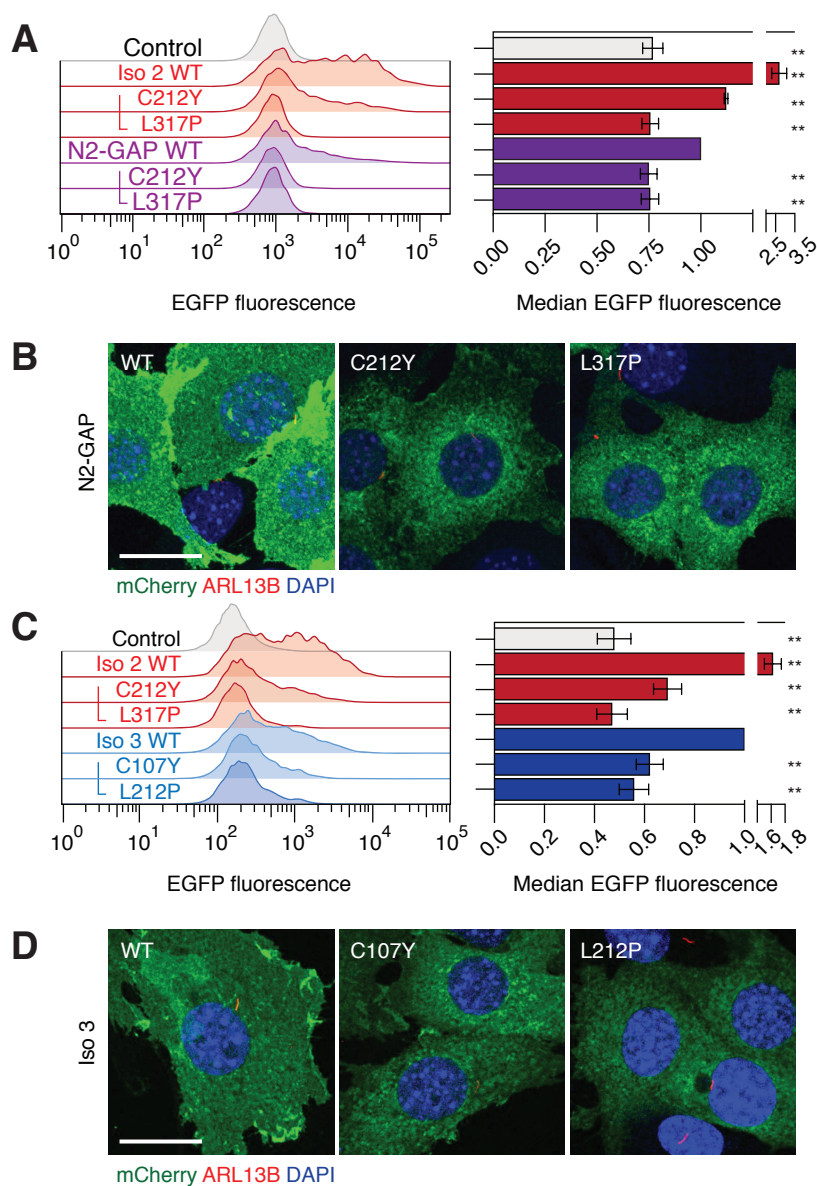 A
Control
Iso 2 WT
C212Y
L317P
N2-GAP WT
C212Y
L317P
10^0 10^1 10^2 10^3 10^4 10^5
EGFP fluorescence
**
**
**
**
**
**
0.00 0.25 0.50 0.75 1.00 2.5 3.5
Median EGFP fluorescence
B
N2-GAP
WT C212Y L317P
mCherry ARL13B DAPI
C
Control
Iso 2 WT
C212Y
L317P
Iso 3 WT
C107Y
L212P
10^0 10^1 10^2 10^3 10^4 10^5
EGFP fluorescence
**
**
**
**
**
**
0.0 0.2 0.4 0.6 0.8 1.0 1.6 1.8
Median EGFP fluorescence
D
Iso 3
WT C107Y L212P
mCherry ARL13B DAPI